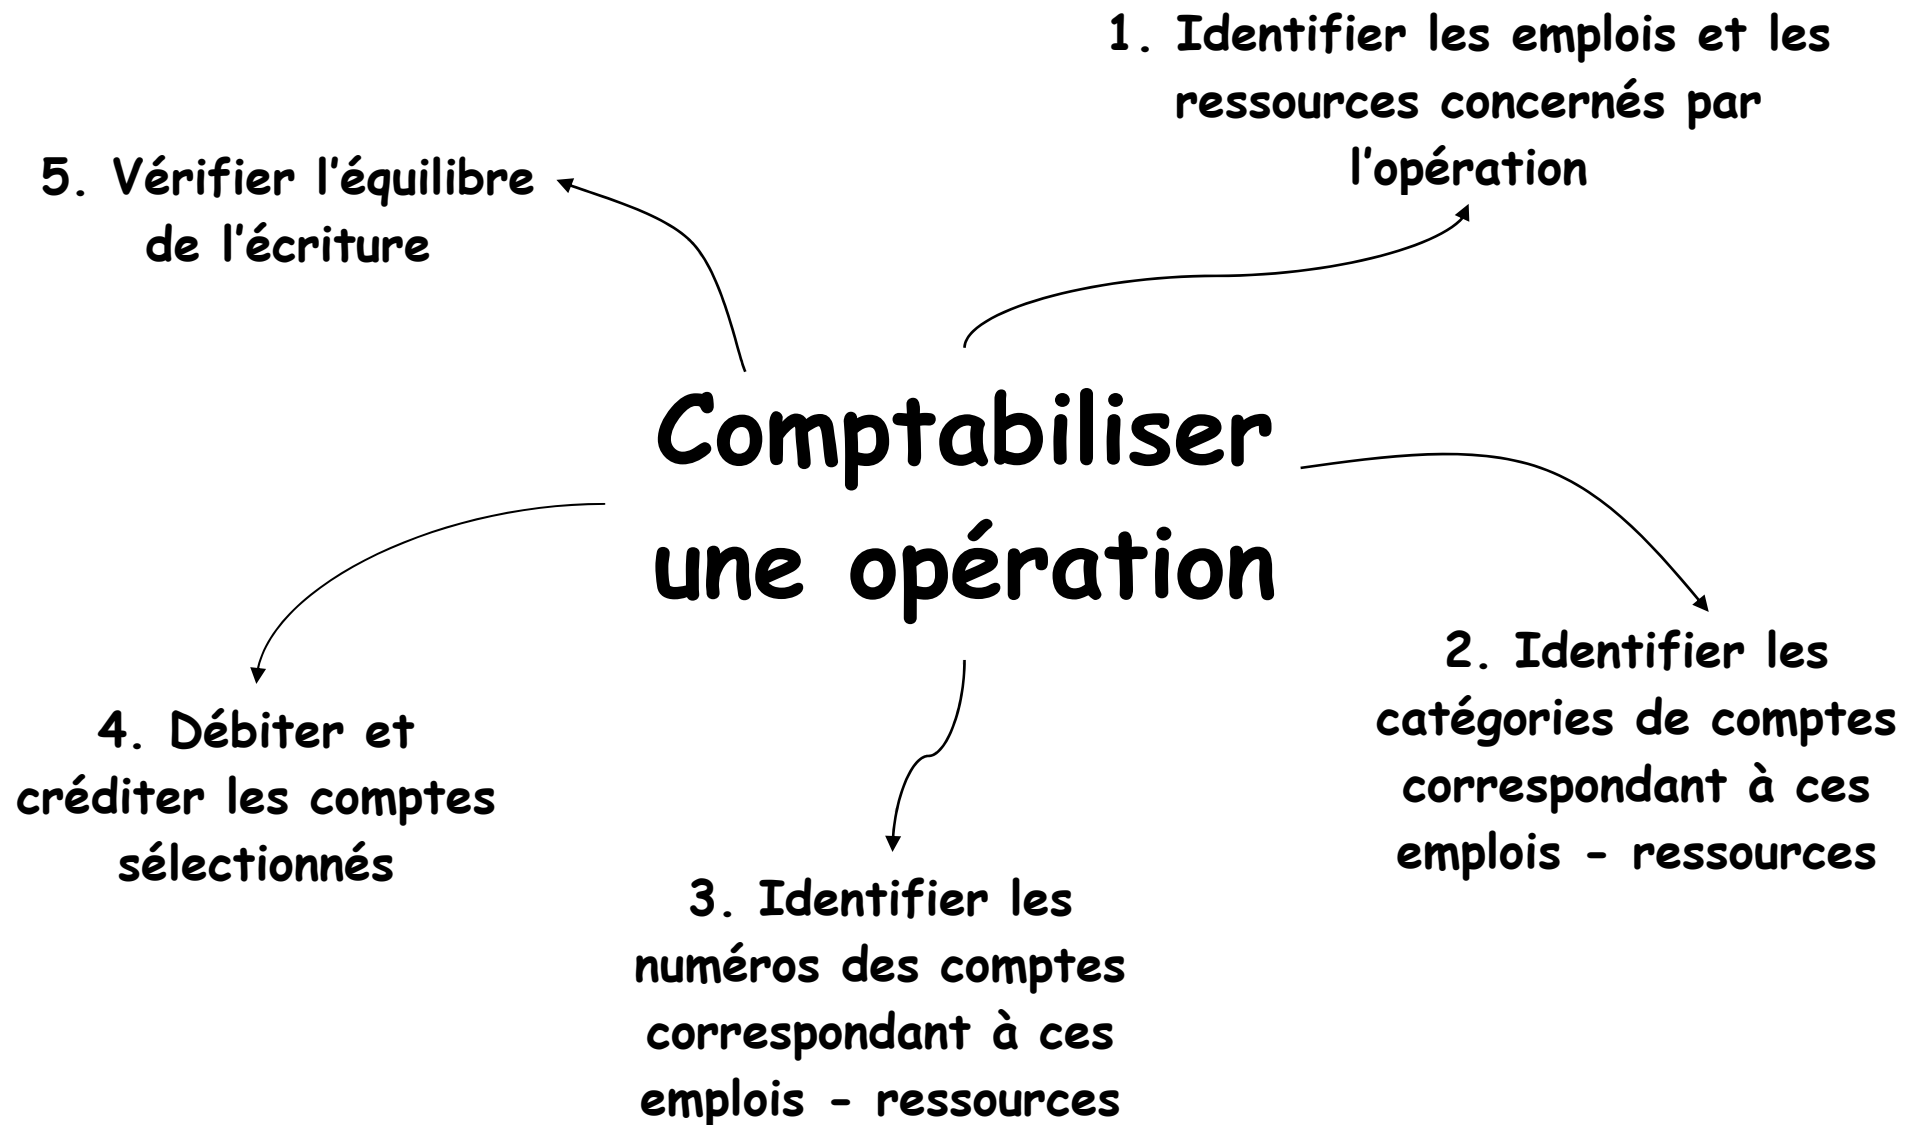 Comptabiliser
une opération
1. Identifier les emplois et les
ressources concernés par
l'opération
2. Identifier les
catégories de comptes
correspondant à ces
emplois - ressources
3. Identifier les
numéros des comptes
correspondant à ces
emplois - ressources
4. Débiter et
créditer les comptes
sélectionnés
5. Vérifier l'équilibre
de l'écriture